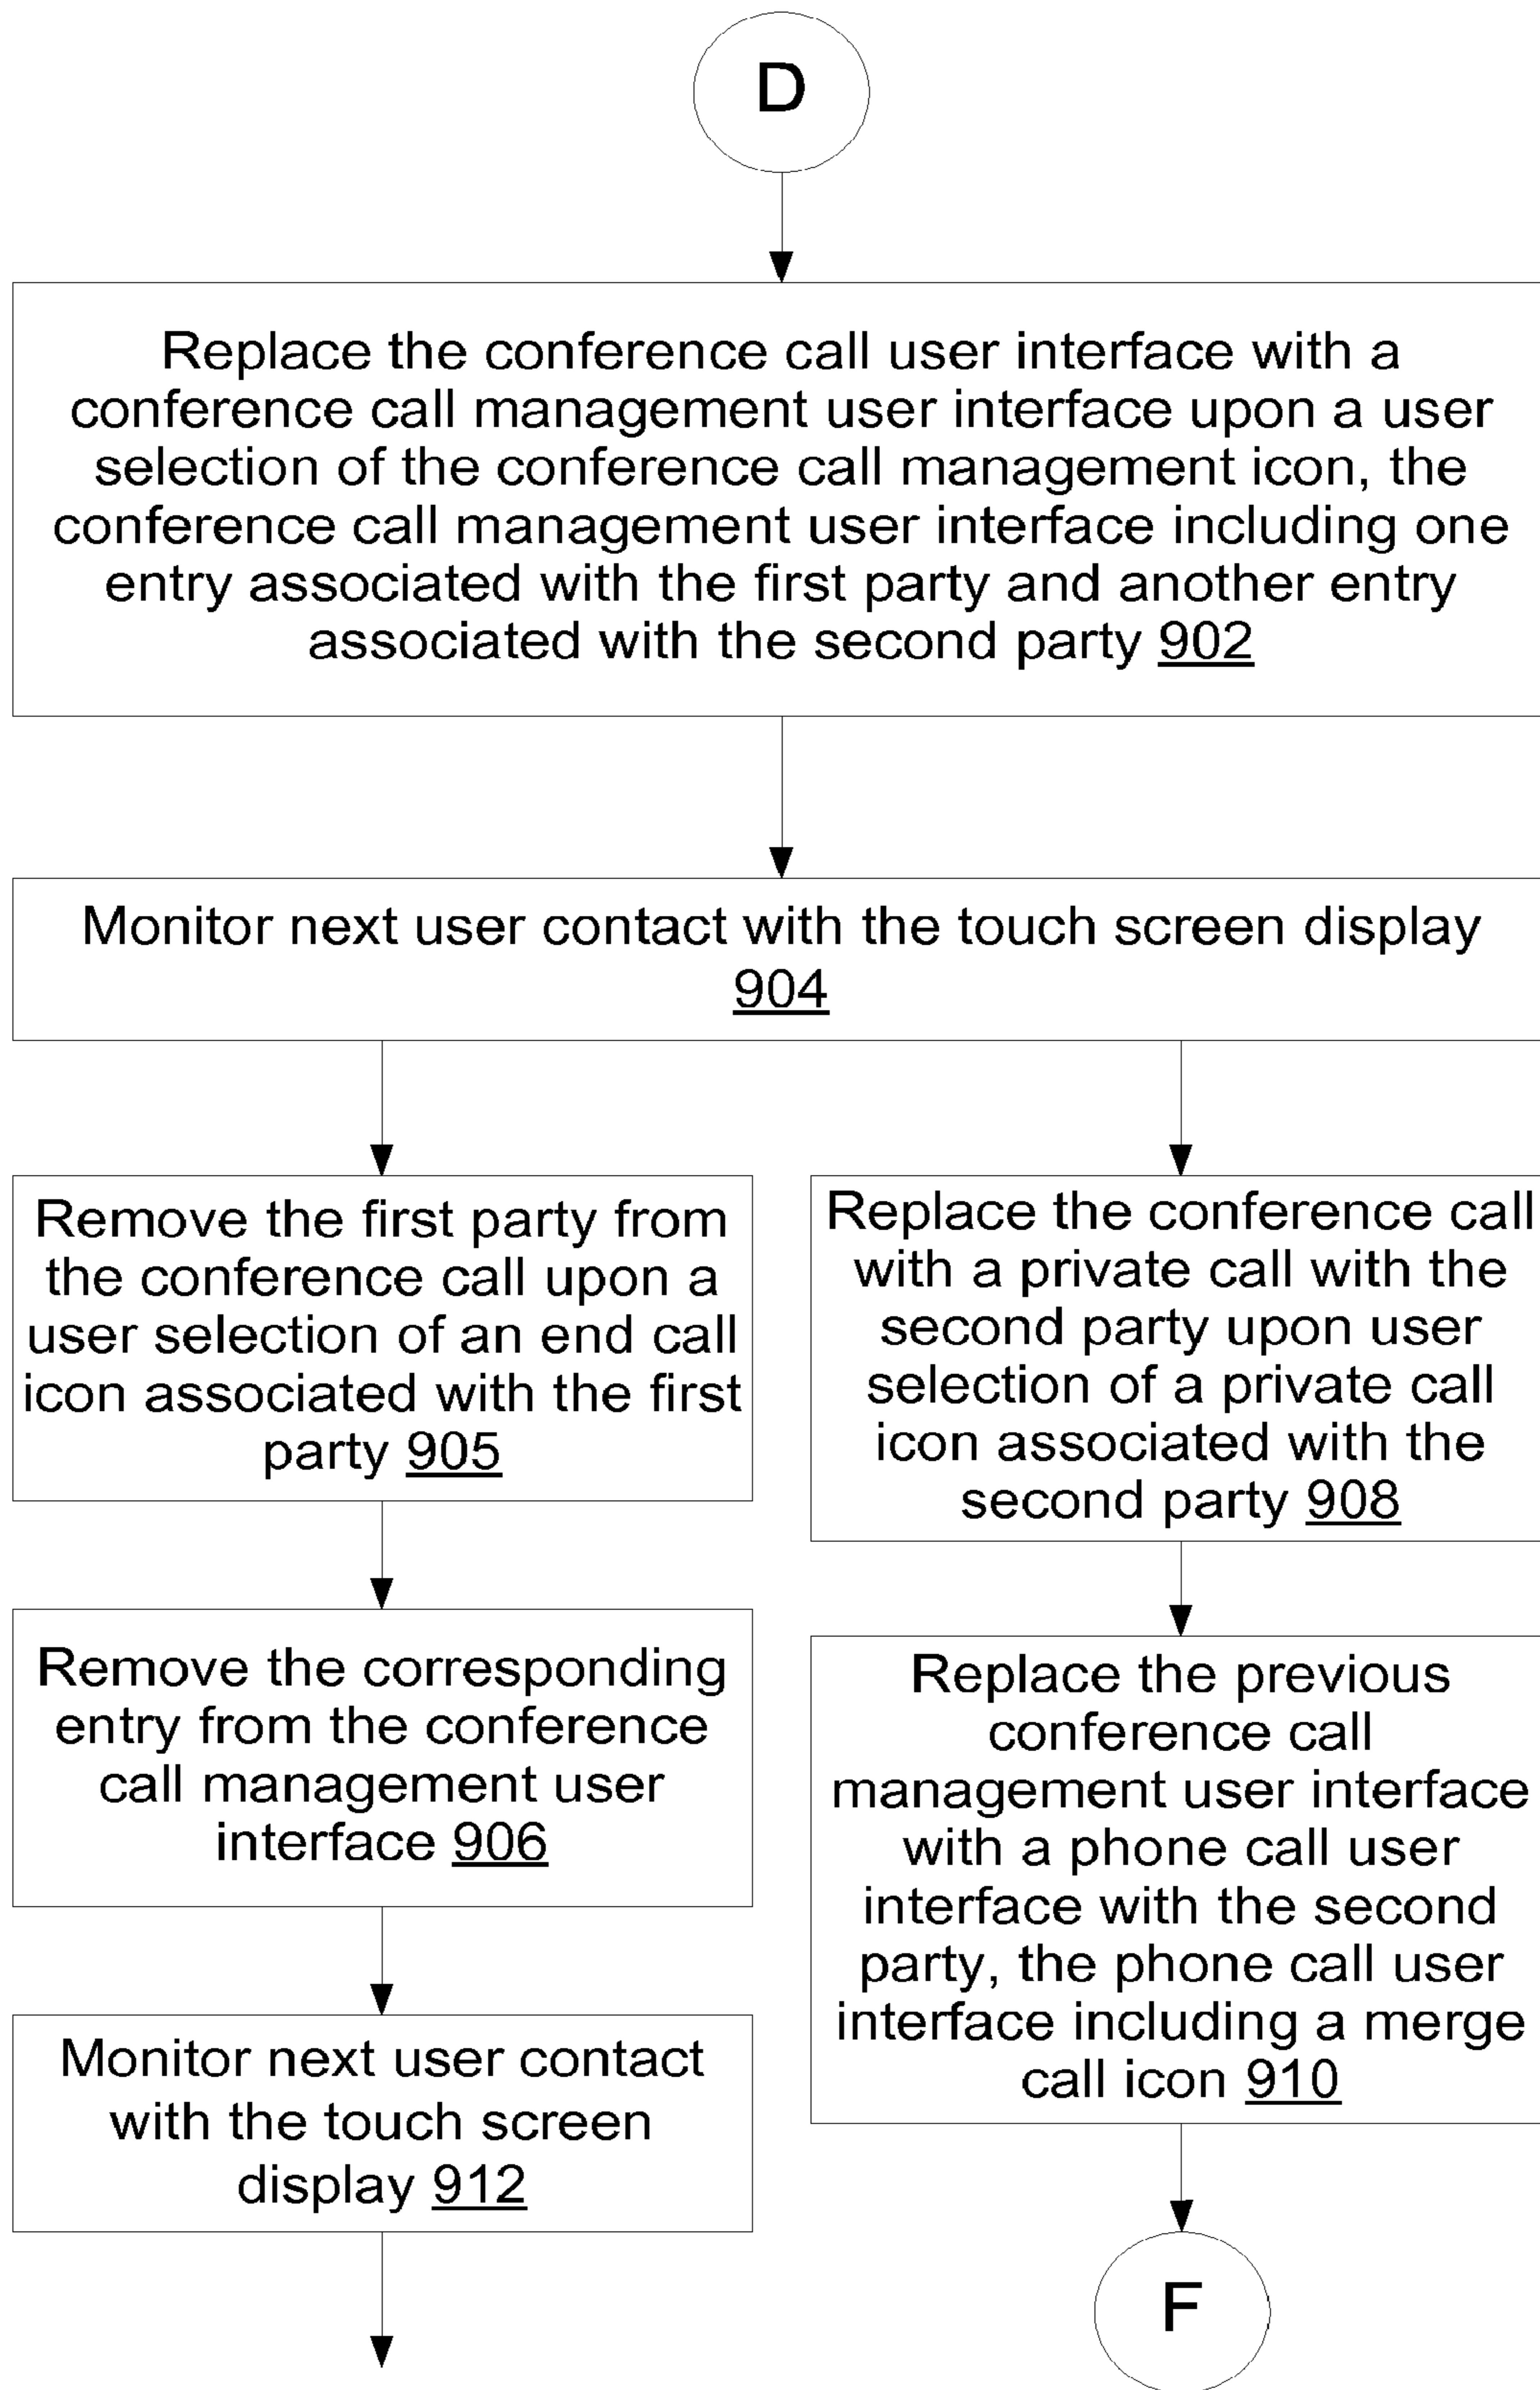 D
Replace the conference call user interface with a
conference call management user interface upon a user
selection of the conference call management icon, the
conference call management user interface including one
entry associated with the first party and another entry
associated with the second party 902
Monitor next user contact with the touch screen display
904
Remove the first party from
the conference call upon a
user selection of an end call
icon associated with the first
party 905
Replace the conference call
with a private call with the
second party upon user
selection of a private call
icon associated with the
second party 908
Remove the corresponding
entry from the conference
call management user
interface 906
Replace the previous
conference call
management user interface
with a phone call user
interface with the second
party, the phone call user
interface including a merge
call icon 910
Monitor next user contact
with the touch screen
display 912
F